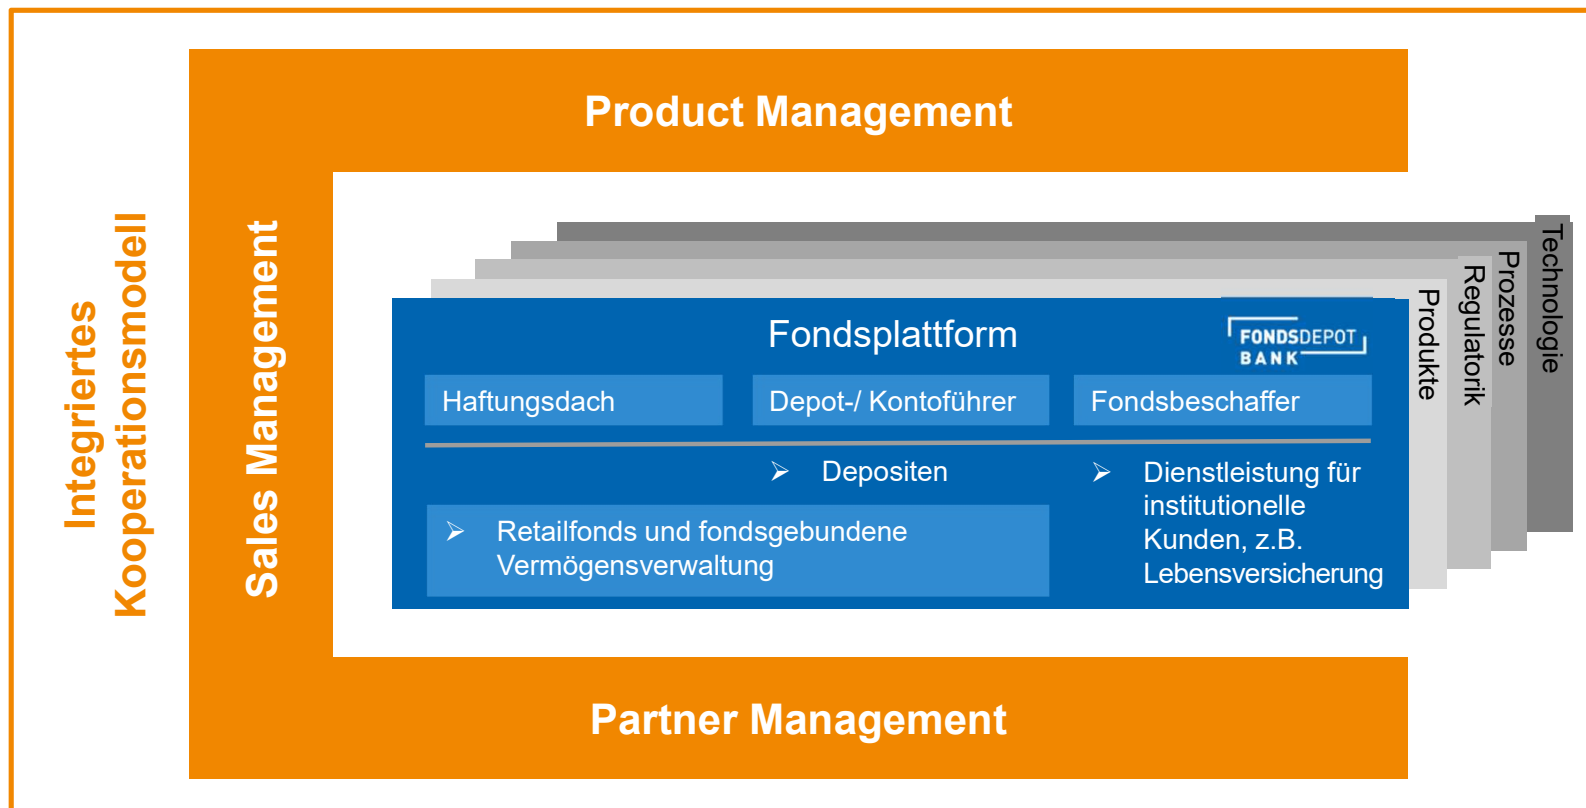 Product Management
Integriertes
Kooperationsmodell
Sales Management
Technologie
Prozesse
Regulatorik
Produkte
Fondsplattform
FONDSDEPOT
BANK
Haftungsdach
Depot-/ Kontoführer
Fondsbeschaffer
➢ Depositen
➢ Dienstleistung für
institutionelle
Kunden, z.B.
Lebensversicherung
➢ Retailfonds und fondsgebundene
Vermögensverwaltung
Partner Management